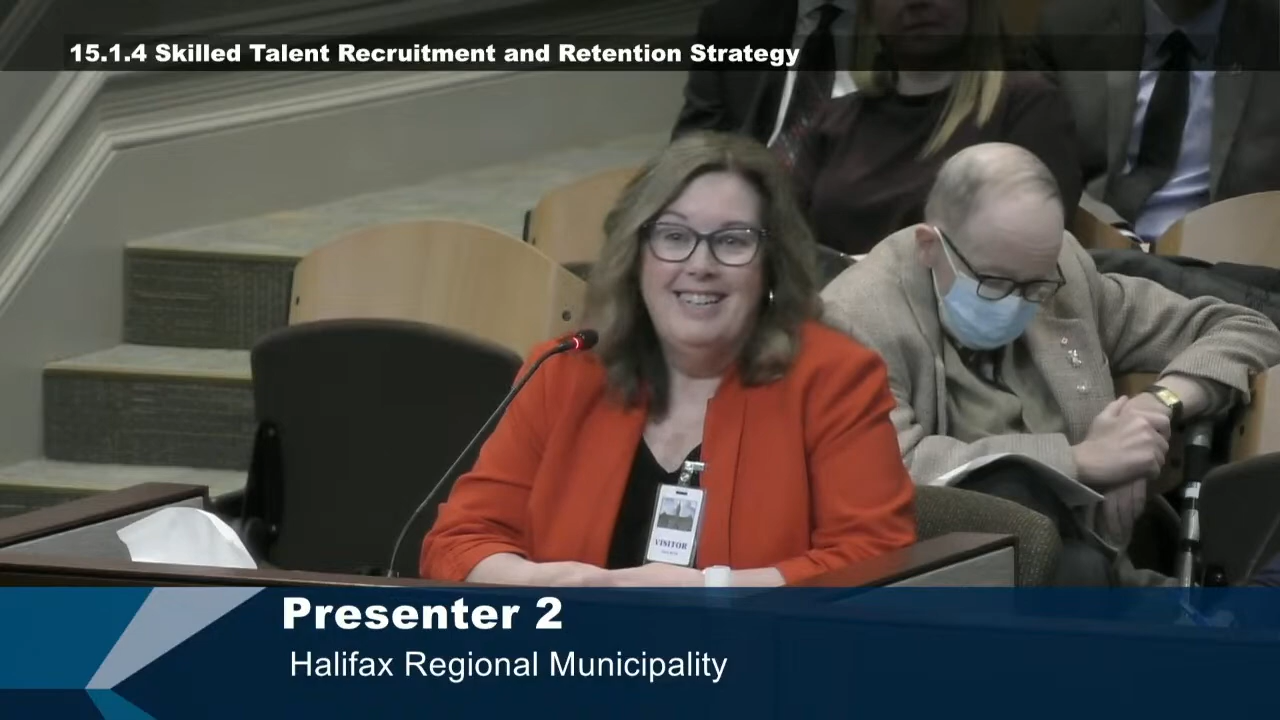 15.1.4 Skilled Talent Recruitment and Retention Strategy
VISITOR
Presenter 2
Halifax Regional Municipality